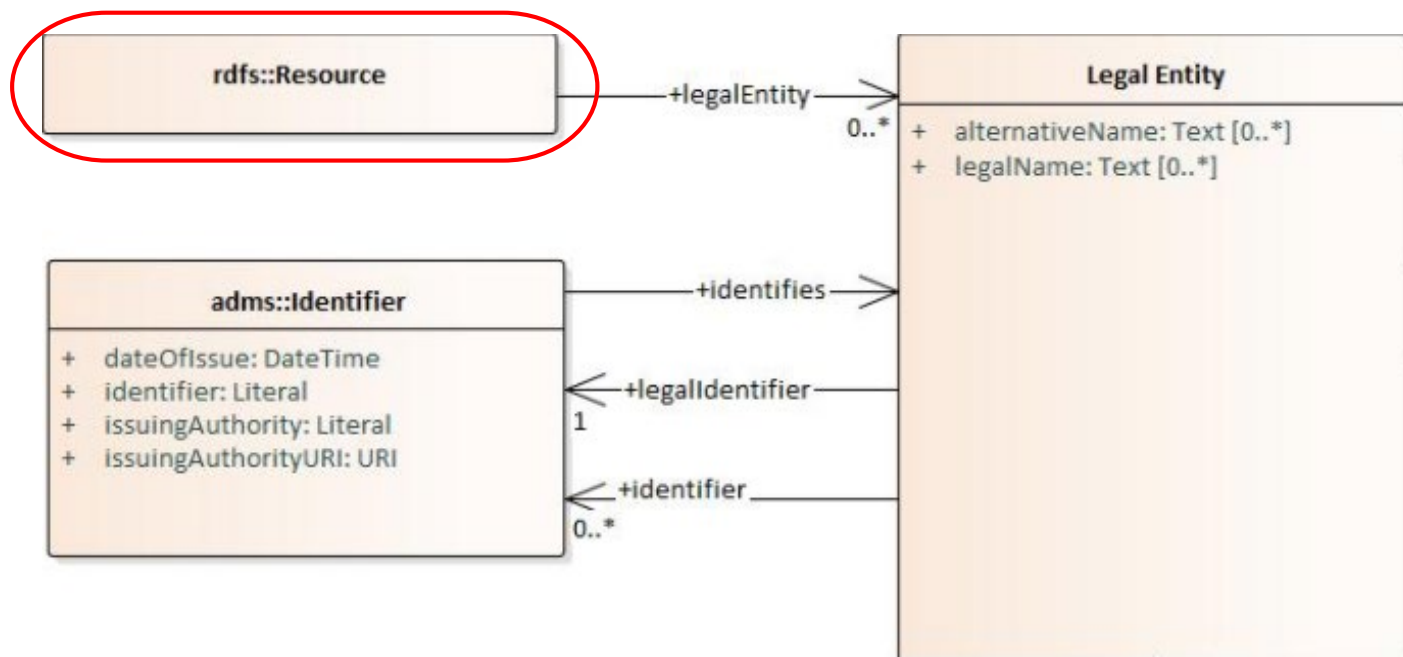 rdfs::Resource
+legalEntity
0..*
Legal Entity
+ alternativeName: Text [0..*]
+ legalName: Text [0..*]
adms::Identifier
+ dateOfIssue: DateTime
+ identifier: Literal
+ issuingAuthority: Literal
+ issuingAuthorityURI: URI
+identifies
+legalIdentifier
1
+identifier
0..*